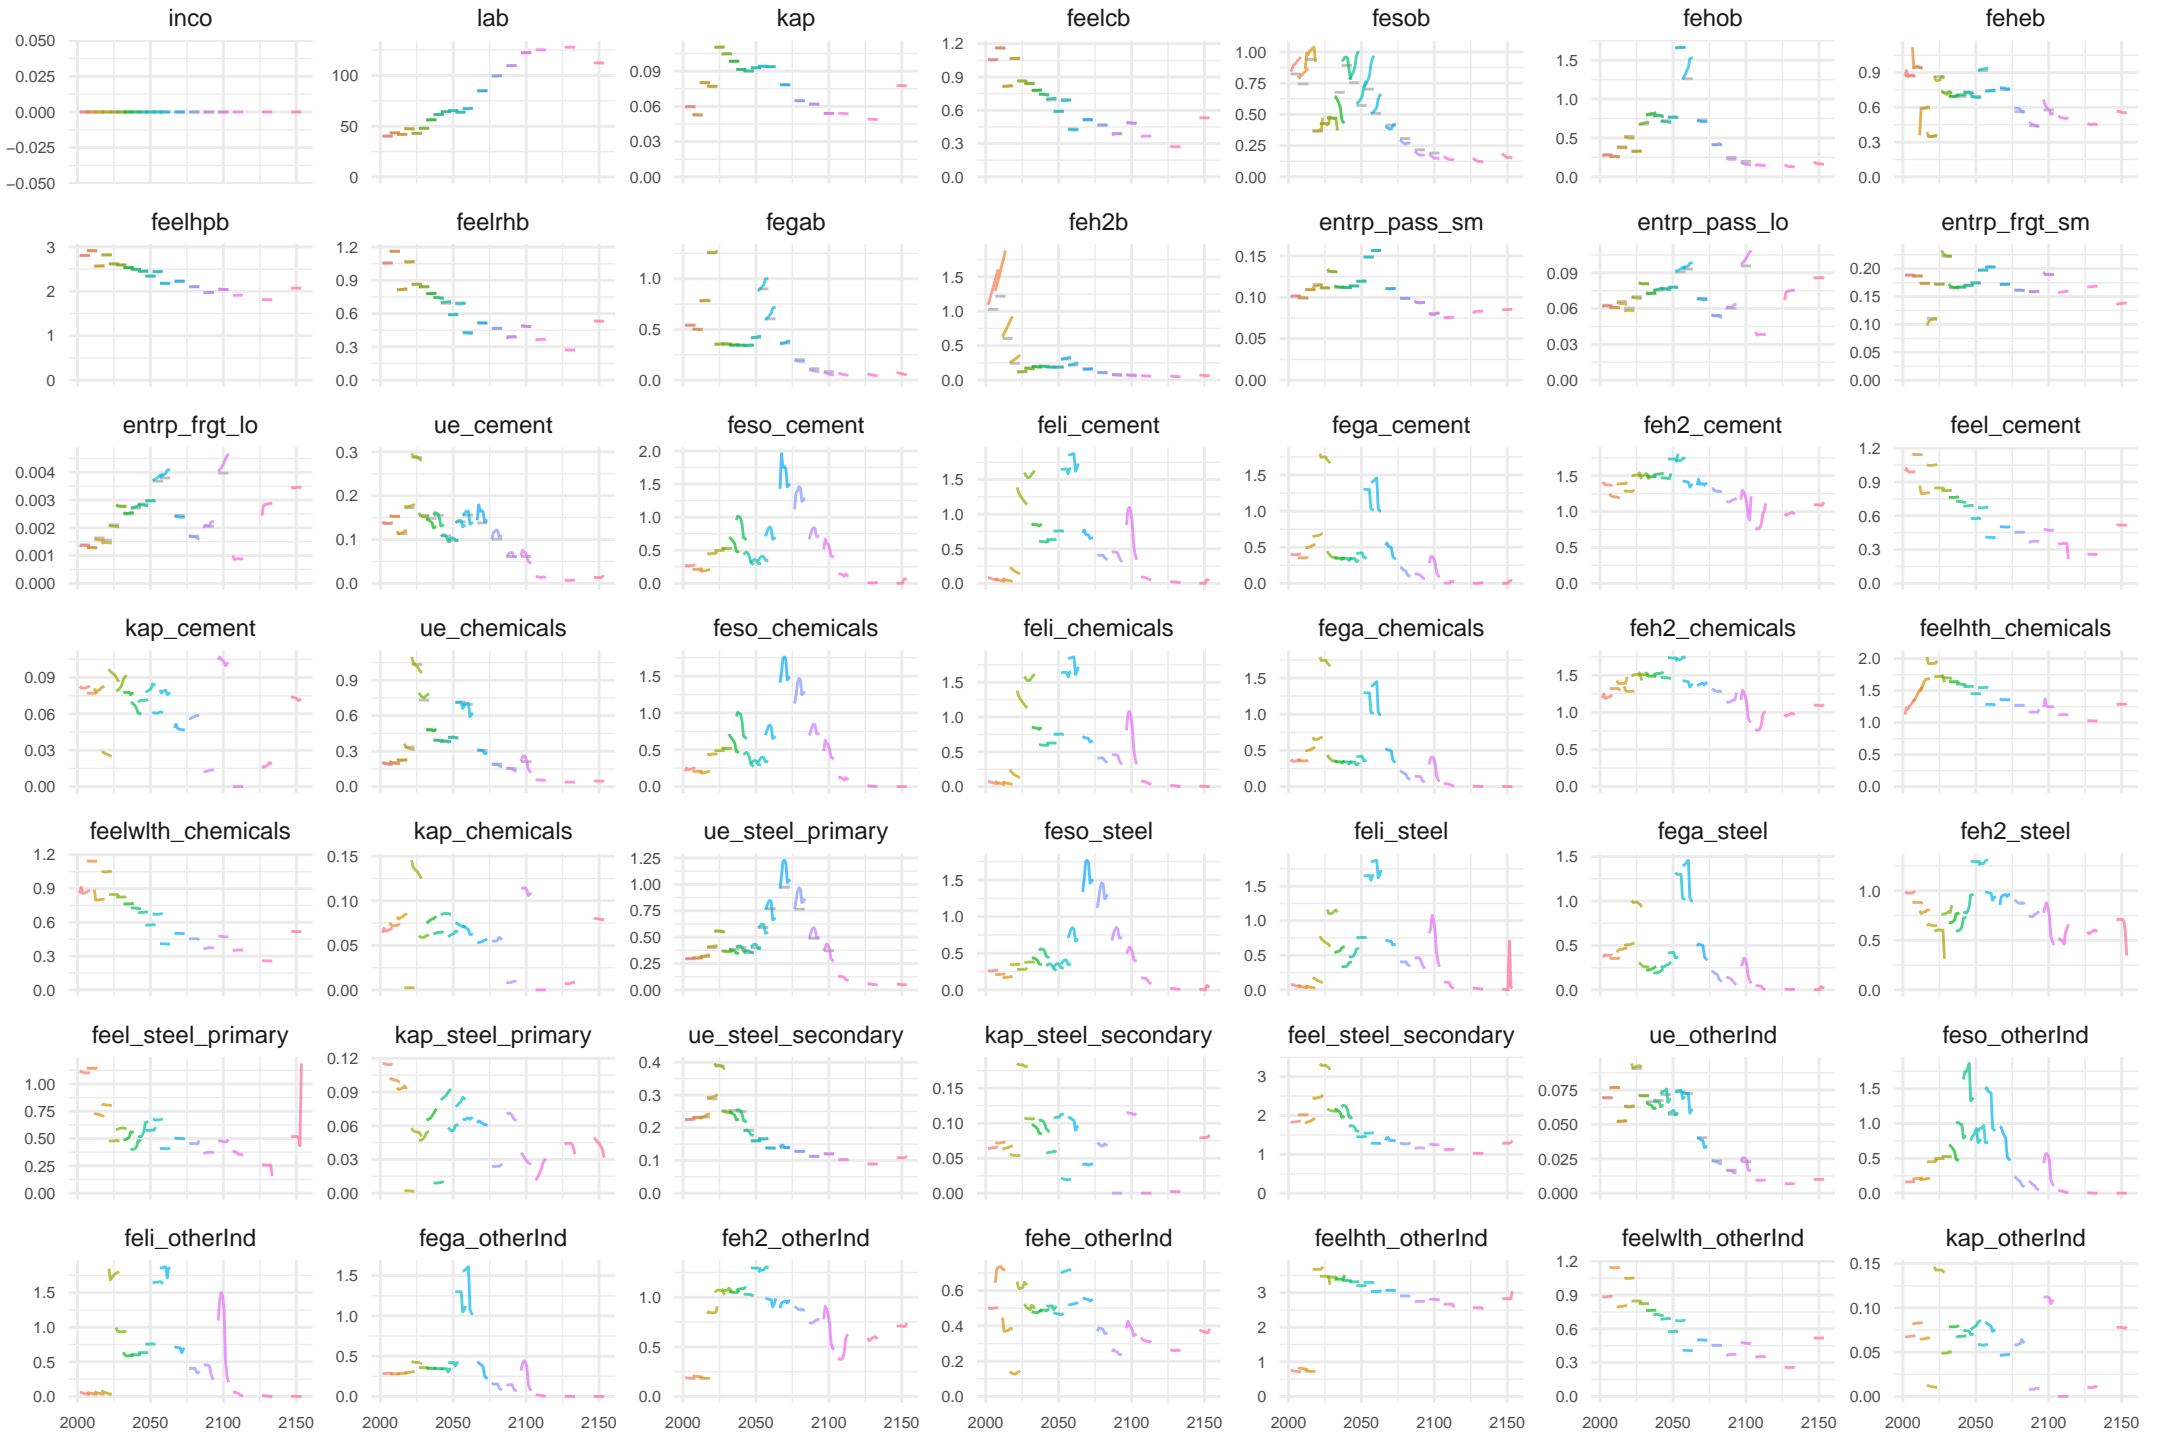 inco lab kap feelcb fesob fehob feheb
0.050 0.025 0.000 −0.025 −0.050
100 50 0
0.09 0.06 0.03 0.00
1.2 0.9 0.6 0.3 0.0
1.00 0.75 0.50 0.25 0.00
1.5 1.0 0.5 0.0
0.9 0.6 0.3 0.0
feelhpb feelrhb fegab feh2b entrp_pass_sm entrp_pass_lo entrp_frgt_sm
3 2 1 0
1.2 0.9 0.6 0.3 0.0
1.0 0.5 0.0
1.5 1.0 0.5 0.0
0.15 0.10 0.05 0.00
0.09 0.06 0.03 0.00
0.20 0.15 0.10 0.05 0.00
entrp_frgt_lo ue_cement feso_cement feli_cement fega_cement feh2_cement feel_cement
0.004 0.003 0.002 0.001 0.000
0.3 0.2 0.1 0.0
2.0 1.5 1.0 0.5 0.0
1.5 1.0 0.5 0.0
1.5 1.0 0.5 0.0
1.5 1.0 0.5 0.0
1.2 0.9 0.6 0.3 0.0
kap_cement ue_chemicals feso_chemicals feli_chemicals fega_chemicals feh2_chemicals feelhth_chemicals
0.09 0.06 0.03 0.00
0.9 0.6 0.3 0.0
1.5 1.0 0.5 0.0
1.5 1.0 0.5 0.0
1.5 1.0 0.5 0.0
1.5 1.0 0.5 0.0
2.0 1.5 1.0 0.5 0.0
feelwlth_chemicals kap_chemicals ue_steel_primary feso_steel feli_steel fega_steel feh2_steel
1.2 0.9 0.6 0.3 0.0
0.15 0.10 0.05 0.00
1.25 1.00 0.75 0.50 0.25 0.00
1.5 1.0 0.5 0.0
1.5 1.0 0.5 0.0
1.5 1.0 0.5 0.0
1.0 0.5 0.0
feel_steel_primary kap_steel_primary ue_steel_secondary kap_steel_secondary feel_steel_secondary ue_otherInd feso_otherInd
1.00 0.75 0.50 0.25 0.00
0.12 0.09 0.06 0.03 0.00
0.4 0.3 0.2 0.1 0.0
0.15 0.10 0.05 0.00
3 2 1 0
0.075 0.050 0.025 0.000
1.5 1.0 0.5 0.0
feli_otherInd fega_otherInd feh2_otherInd fehe_otherInd feelhth_otherInd feelwlth_otherInd kap_otherInd
1.5 1.0 0.5 0.0
1.5 1.0 0.5 0.0
1.0 0.5 0.0
0.6 0.4 0.2 0.0
3 2 1 0
1.2 0.9 0.6 0.3 0.0
0.15 0.10 0.05 0.00
2000 2050 2100 2150 2000 2050 2100 2150 2000 2050 2100 2150 2000 2050 2100 2150 2000 2050 2100 2150 2000 2050 2100 2150 2000 2050 2100 2150